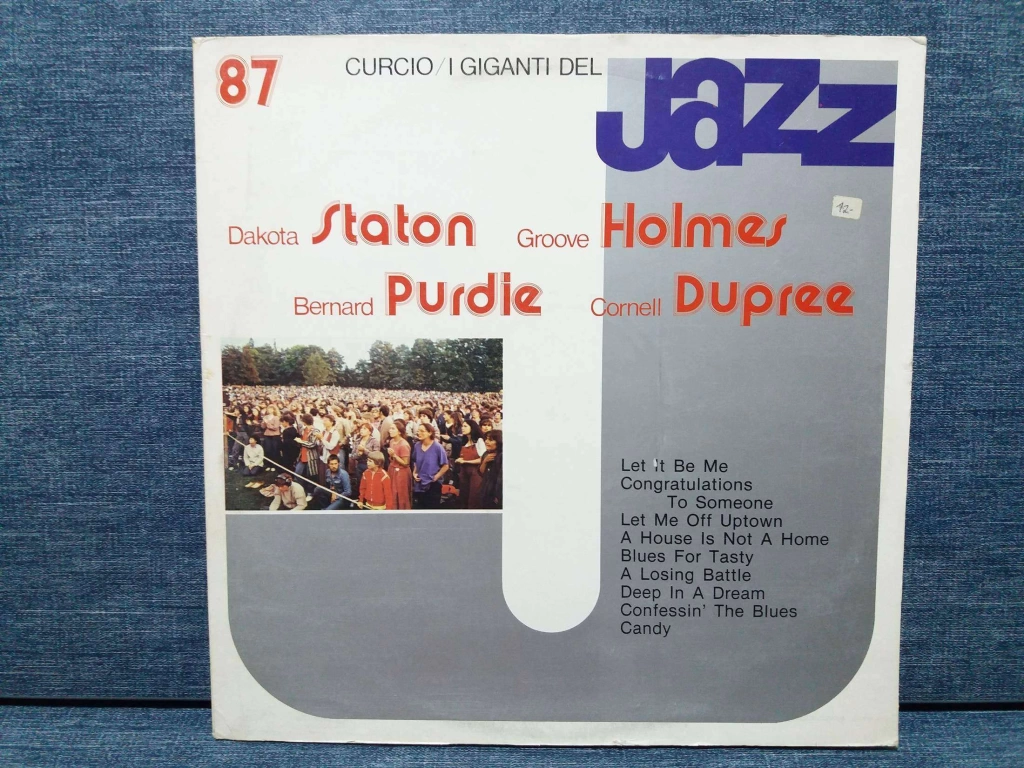 87
CURCIO/I GIGANTI DEL
Jazz
Dakota Staton Groove Holmes
Bernard Purdie Cornell Dupree
Let It Be Me
Congratulations
To Someone
Let Me Off Uptown
A House Is Not A Home
Blues For Tasty
A Losing Battle
Deep In A Dream
Confessin' The Blues
Candy